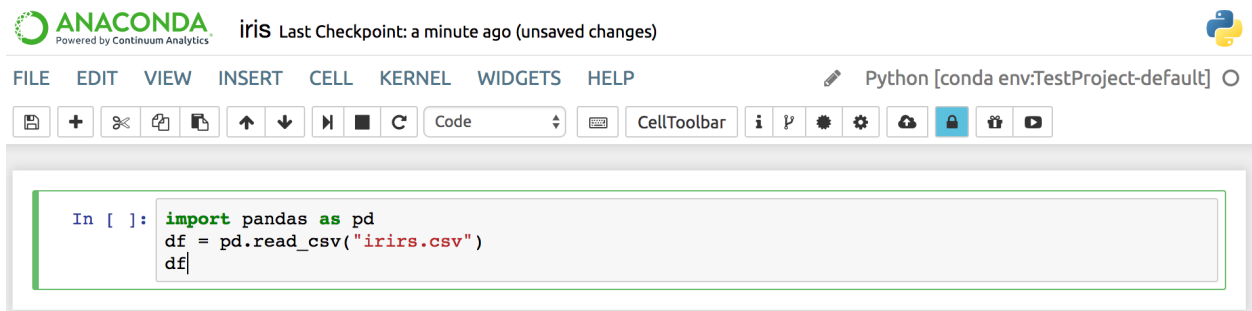 ANACONDA
Powered by Continuum Analytics
iris Last Checkpoint: a minute ago (unsaved changes)
FILE EDIT VIEW INSERT CELL KERNEL WIDGETS HELP Python [conda env:TestProject-default]
Code CellToolbar
In [ ]: import pandas as pd
df = pd.read_csv("irirs.csv")
df